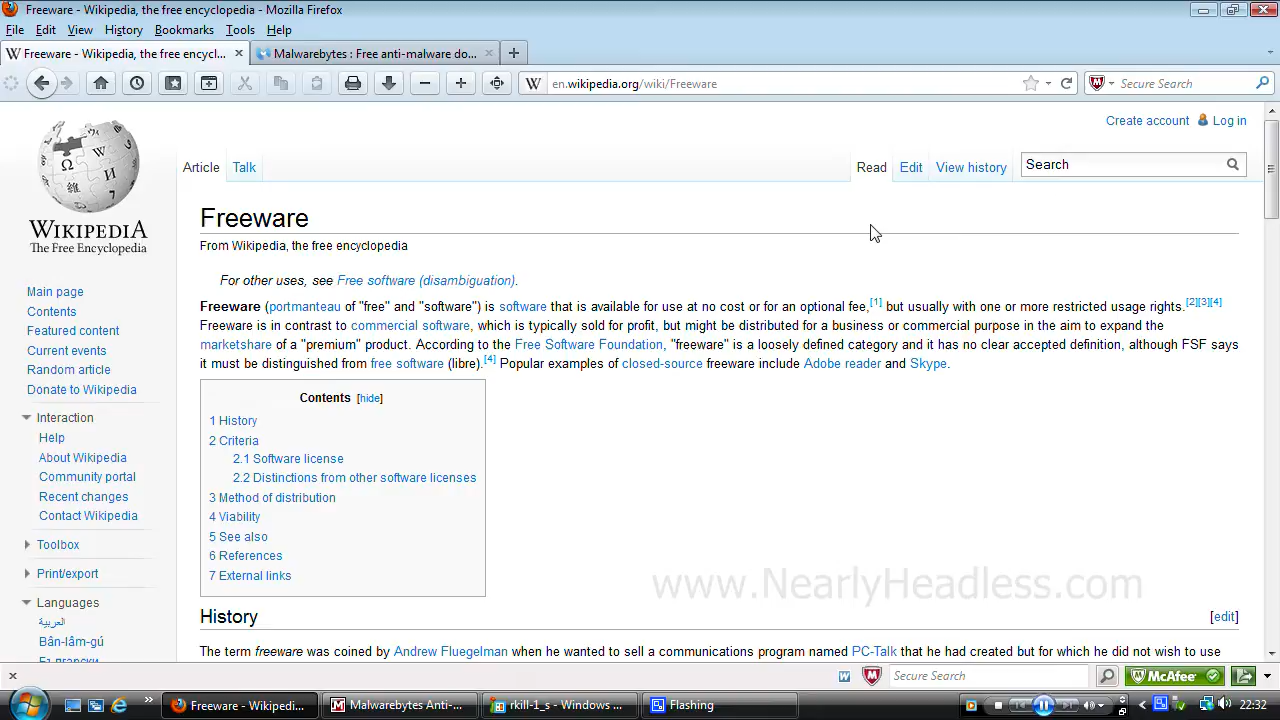 Freeware - Wikipedia, the free encyclopedia - Mozilla Firefox
File Edit View History Bookmarks Tools Help
Freeware - Wikipedia, the free encycl... Malwarebytes : Free anti-malware do...
en.wikipedia.org/wiki/Freeware Secure Search
Create account Log in
Article Talk Read Edit View history Search
WIKIPEDIA
The Free Encyclopedia
Main page
Contents
Featured content
Current events
Random article
Donate to Wikipedia
Interaction
Help
About Wikipedia
Community portal
Recent changes
Contact Wikipedia
Toolbox
Print/export
Languages
العربية
Bân-lâm-gú
Freeware
From Wikipedia, the free encyclopedia
For other uses, see Free software (disambiguation).
Freeware (portmanteau of "free" and "software") is software that is available for use at no cost or for an optional fee,[1] but usually with one or more restricted usage rights.[2][3][4]
Freeware is in contrast to commercial software, which is typically sold for profit, but might be distributed for a business or commercial purpose in the aim to expand the
marketshare of a "premium" product. According to the Free Software Foundation, "freeware" is a loosely defined category and it has no clear accepted definition, although FSF says
it must be distinguished from free software (libre).[4] Popular examples of closed-source freeware include Adobe reader and Skype.
Contents [hide]
1 History
2 Criteria
2.1 Software license
2.2 Distinctions from other software licenses
3 Method of distribution
4 Viability
5 See also
6 References
7 External links
www.NearlyHeadless.com
History [edit]
The term freeware was coined by Andrew Fluegelman when he wanted to sell a communications program named PC-Talk that he had created but for which he did not wish to use
Secure Search McAfee
Freeware - Wikipedi... Malwarebytes Anti-... rkill-1_s - Windows ... Flashing 22:32